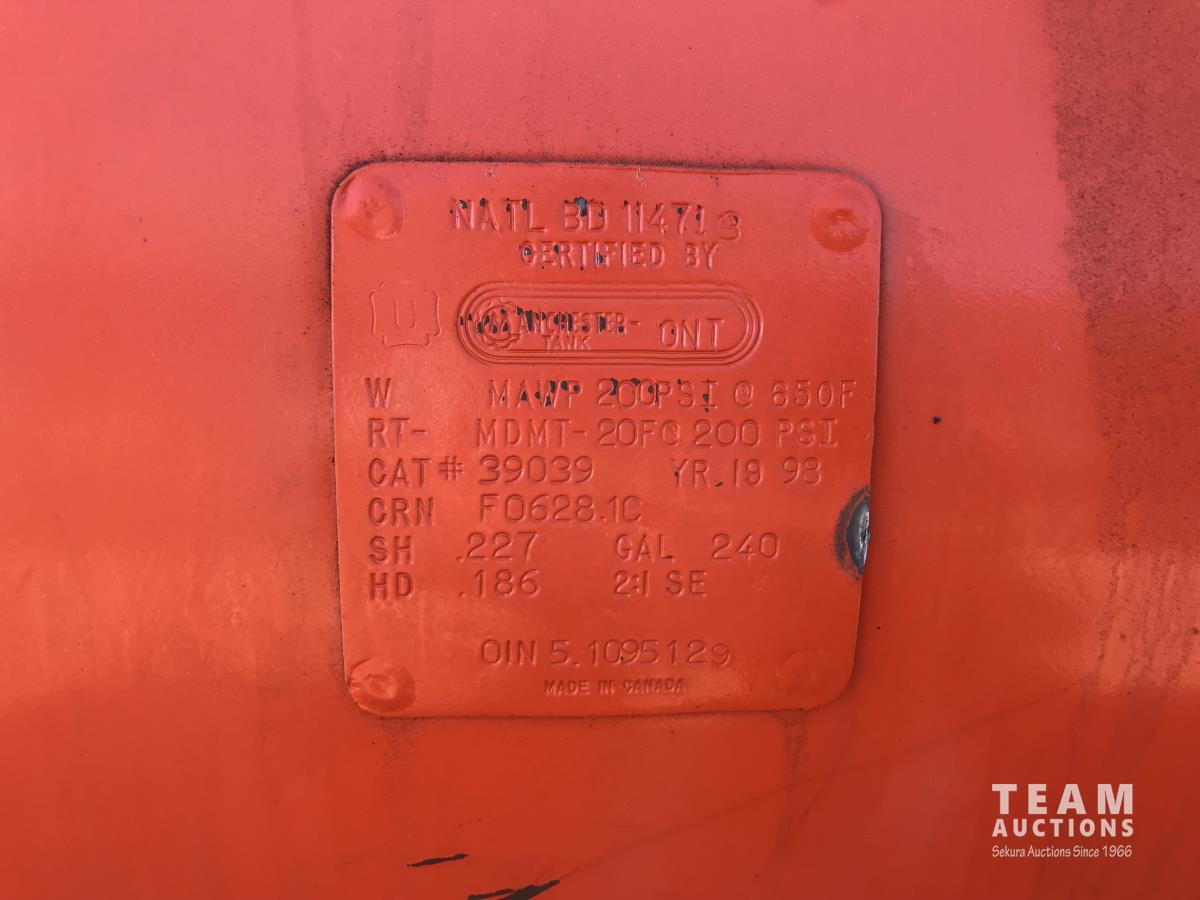 NATL BD 114713
CERTIFIED BY
U
MANCHESTER- TANK ONT
W MAWP 200PSI @ 650F
RT- MDMT-20F@ 200 PSI
CAT# 39039 YR. 19 98
CRN F0628.1C
SH .227 GAL 240
HD .186 2:1 SE
OIN 5.1095129
MADE IN CANADA
TEAM
AUCTIONS
Sekura Auctions Since 1966